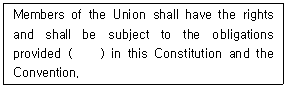 Members of the Union shall have the rights
and shall be subject to the obligations
provided (    ) in this Constitution and the
Convention.